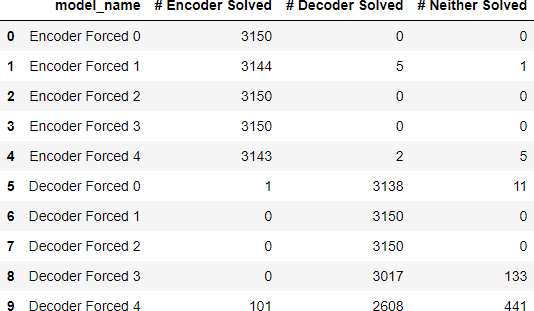 model_name # Encoder Solved # Decoder Solved # Neither Solved
0 Encoder Forced 0 3150 0 0
1 Encoder Forced 1 3144 5 1
2 Encoder Forced 2 3150 0 0
3 Encoder Forced 3 3150 0 0
4 Encoder Forced 4 3143 2 5
5 Decoder Forced 0 1 3138 11
6 Decoder Forced 1 0 3150 0
7 Decoder Forced 2 0 3150 0
8 Decoder Forced 3 0 3017 133
9 Decoder Forced 4 101 2608 441